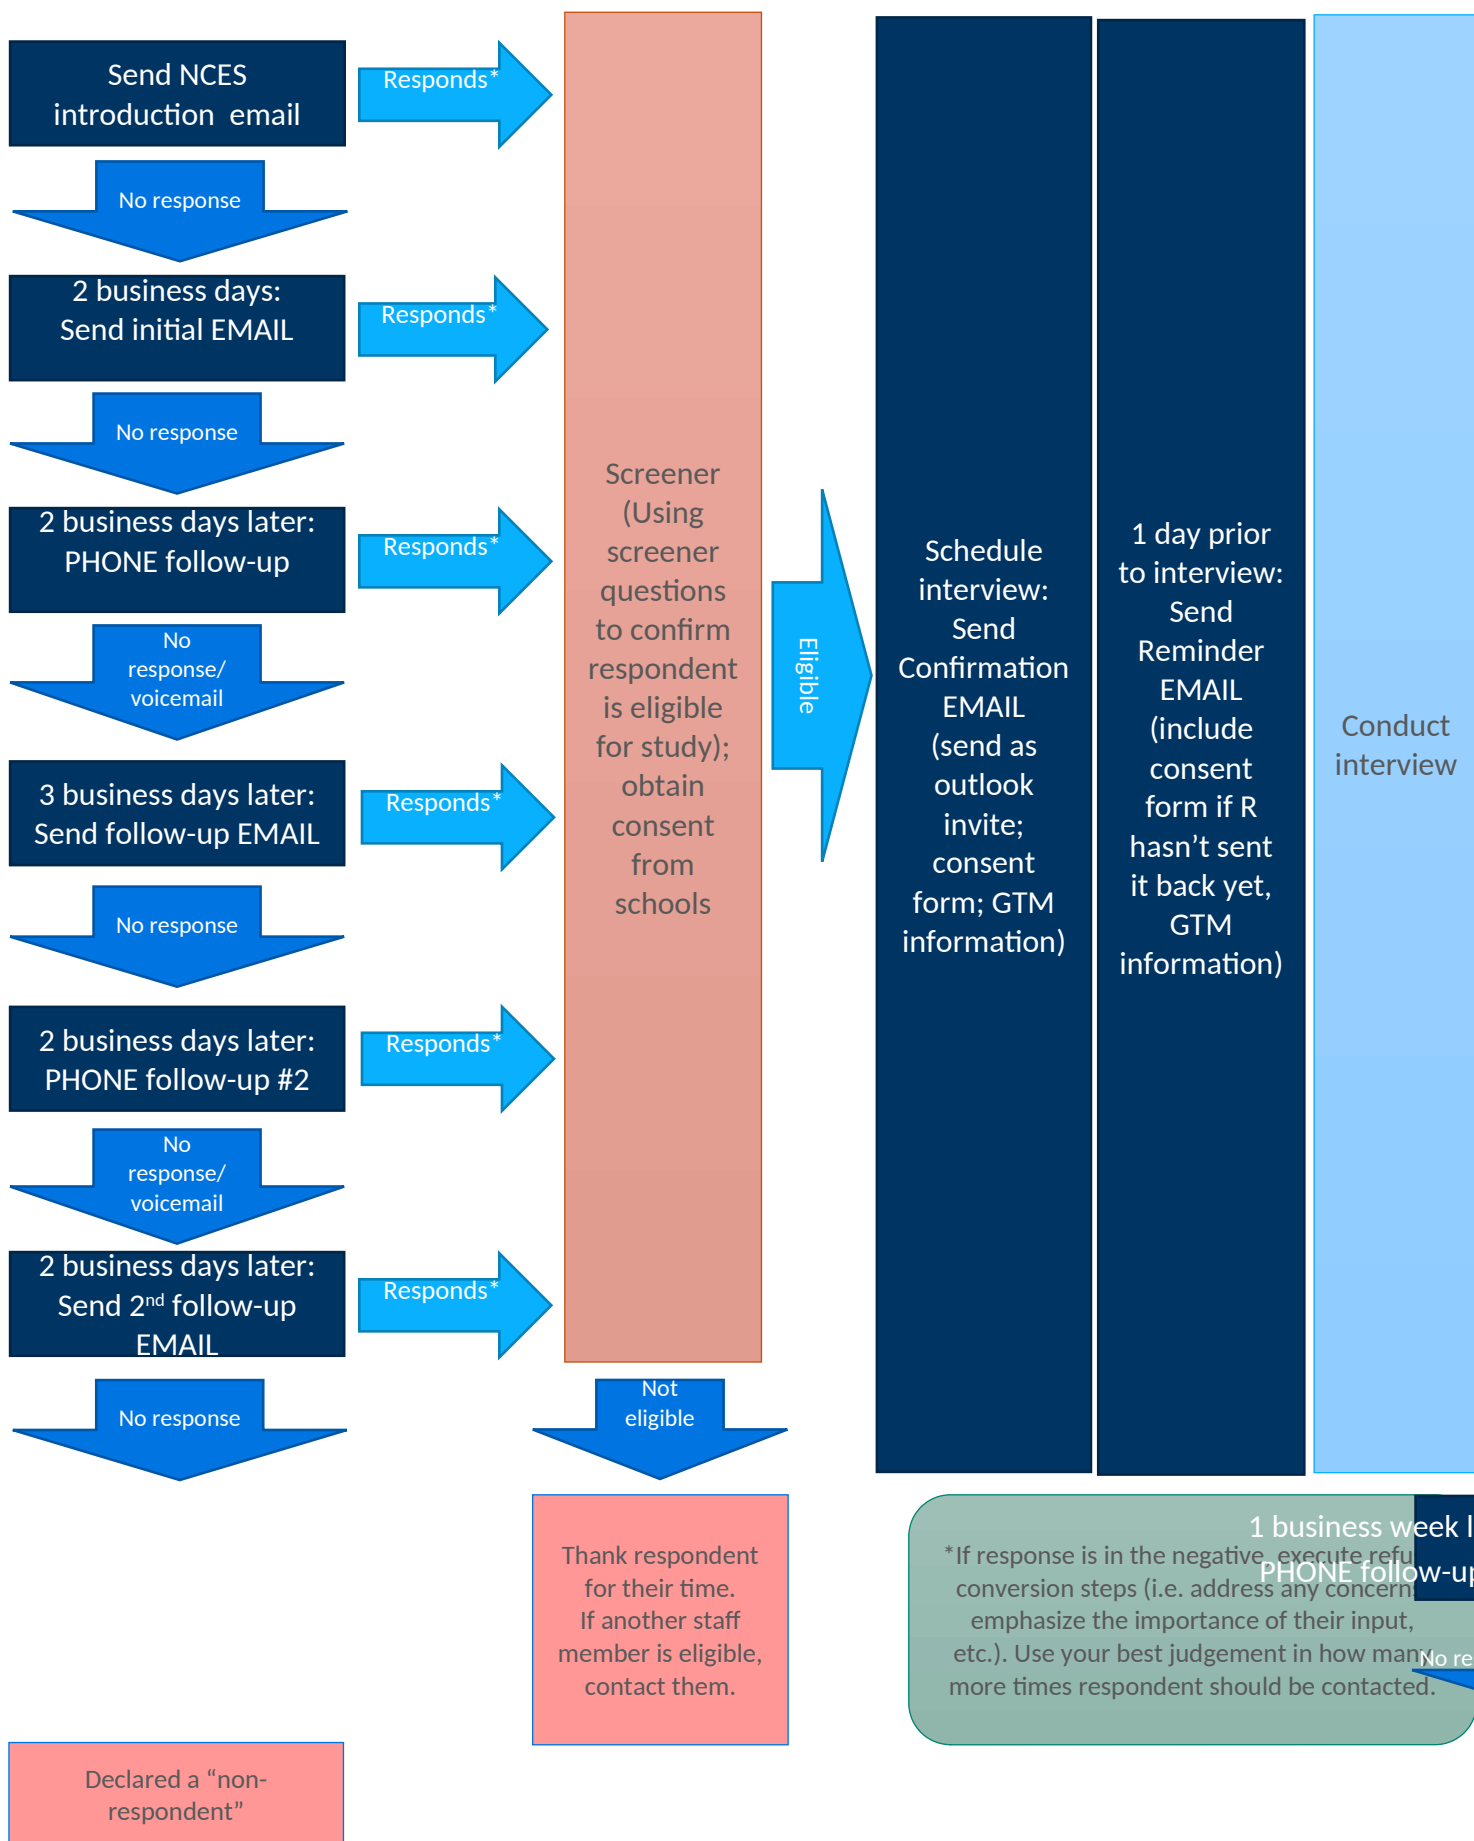 Send NCES
introduction  email
Responds*
No response
2 business days:
Send initial EMAIL
Responds*
No response
2 business days later:
PHONE follow-up
Responds*
No
response/
voicemail
3 business days later:
Send follow-up EMAIL
Responds*
No response
2 business days later:
PHONE follow-up #2
Responds*
No
response/
voicemail
2 business days later:
Send 2nd follow-up
EMAIL
Responds*
No response
Declared a “non-
respondent”
Screener
(Using
screener
questions
to confirm
respondent
is eligible
for study);
obtain
consent
from
schools
Not
eligible
Thank respondent
for their time.
If another staff
member is eligible,
contact them.
Eligible
Schedule
interview:
Send
Confirmation
EMAIL
(send as
outlook
invite;
consent
form; GTM
information)
1 day prior
to interview:
Send
Reminder
EMAIL
(include
consent
form if R
hasn’t sent
it back yet,
GTM
information)
Conduct
interview
*If response is in the negative, execute
conversion steps (i.e. address any concerns
emphasize the importance of their input,
etc.). Use your best judgement in how many
more times respondent should be contacted.
1 business week
PHONE follow-up
No